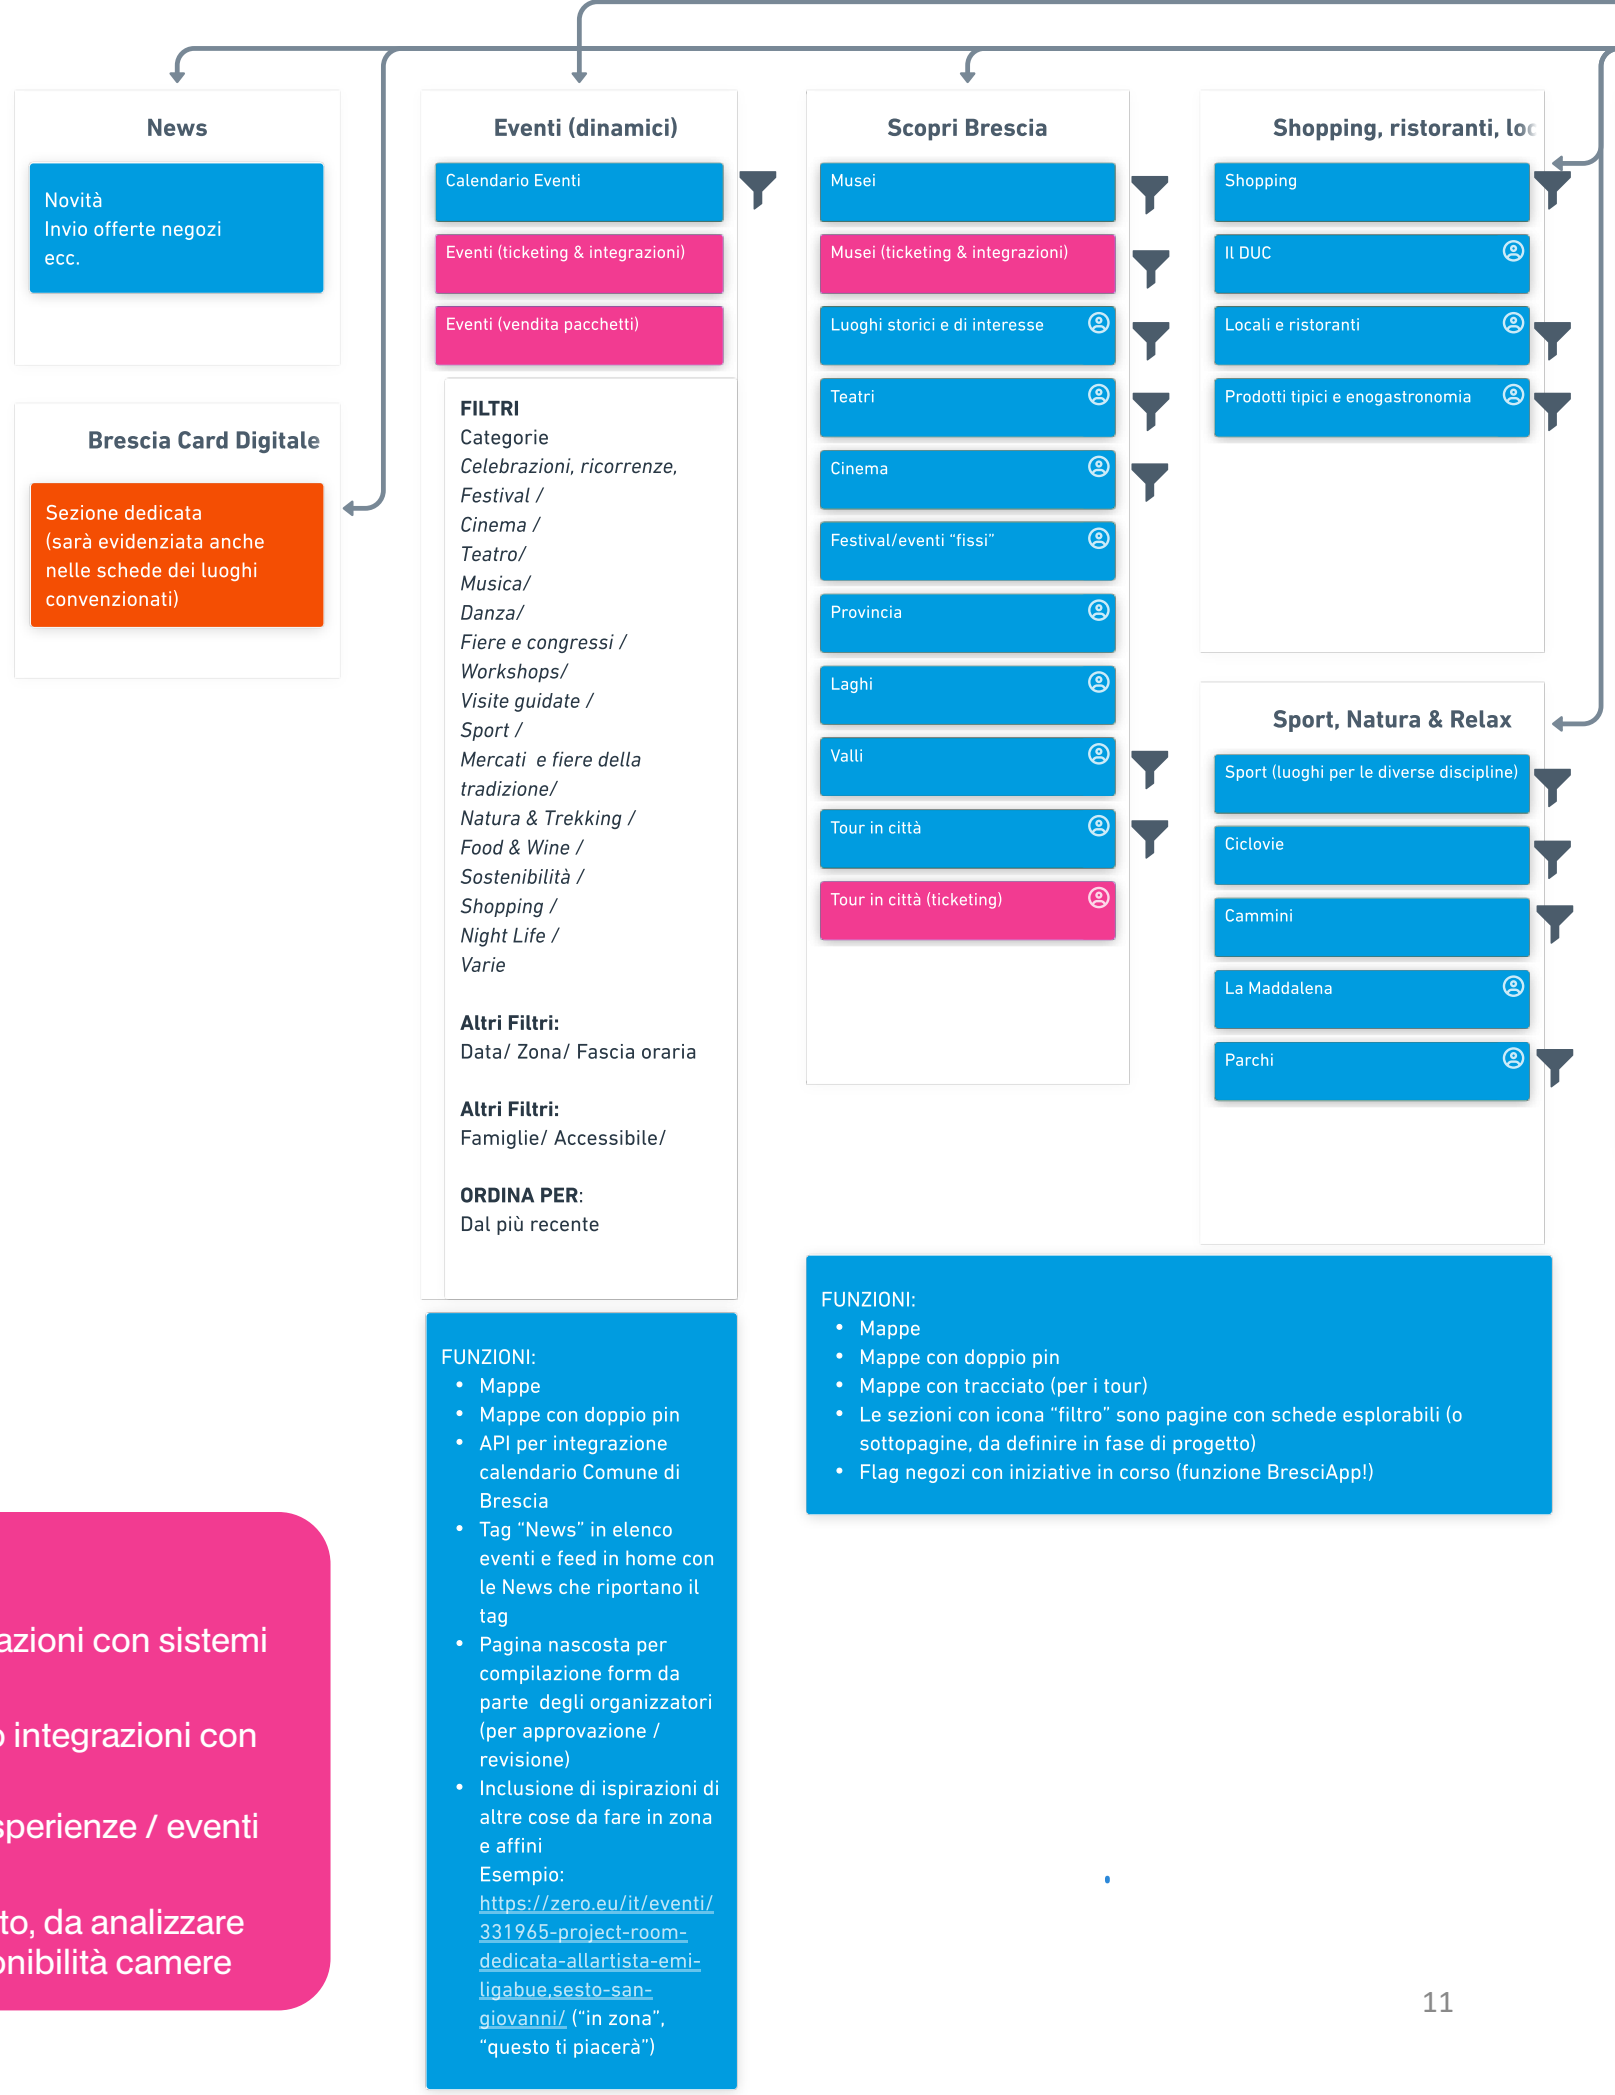 News
Novità
Invio offerte negozi
ecc.
Brescia Card Digitale
Sezione dedicata
(sarà evidenziata anche
nelle schede dei luoghi
convenzionati)
Eventi (dinamici)
Calendario Eventi
Eventi (ticketing & integrazioni)
Eventi (vendita pacchetti)
FILTRI
Categorie
Celebrazioni, ricorrenze,
Festival /
Cinema /
Teatro/
Musica/
Danza/
Fiere e congressi /
Workshops/
Visite guidate /
Sport /
Mercati e fiere della
tradizione/
Natura & Trekking /
Food & Wine /
Sostenibilità /
Shopping /
Night Life /
Varie
Altri Filtri:
Data/ Zona/ Fascia oraria
Altri Filtri:
Famiglie/ Accessibile/
ORDINA PER:
Dal più recente
FUNZIONI:
• Mappe
• Mappe con doppio pin
• API per integrazione
calendario Comune di
Brescia
• Tag “News” in elenco
eventi e feed in home con
le News che riportano il
tag
• Pagina nascosta per
compilazione form da
parte degli organizzatori
(per approvazione /
revisione)
• Inclusione di ispirazioni di
altre cose da fare in zona
e affini
Esempio:
https://zero.eu/it/eventi/
331965-project-room-
dedicata-allartista-emi-
ligabue,sesto-san-
giovanni/ (“in zona”,
“questo ti piacerà”)
Scopri Brescia
Musei
Musei (ticketing & integrazioni)
Luoghi storici e di interesse
Teatri
Cinema
Festival/eventi “fissi”
Provincia
Laghi
Valli
Tour in città
Tour in città (ticketing)
Shopping, ristoranti, loc
Shopping
Il DUC
Locali e ristoranti
Prodotti tipici e enogastronomia
Sport, Natura & Relax
Sport (luoghi per le diverse discipline)
Ciclovie
Cammini
La Maddalena
Parchi
FUNZIONI:
• Mappe
• Mappe con doppio pin
• Mappe con tracciato (per i tour)
• Le sezioni con icona “filtro” sono pagine con schede esplorabili (o
sottopagine, da definire in fase di progetto)
• Flag negozi con iniziative in corso (funzione BresciApp!)
azioni con sistemi
o integrazioni con
sperienze / eventi
to, da analizzare
onibilità camere
11